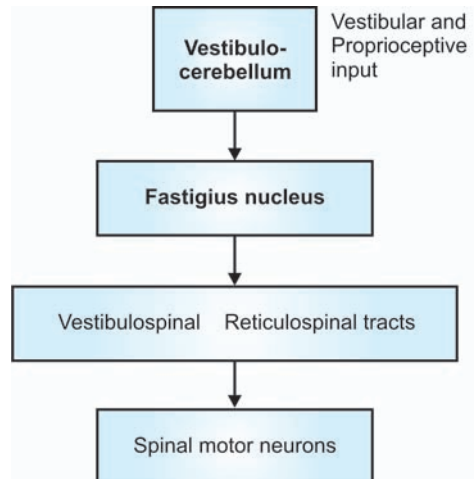 Vestibulo-
cerebellum
Vestibular and
Proprioceptive
input
Fastigius nucleus
Vestibulospinal Reticulospinal tracts
Spinal motor neurons